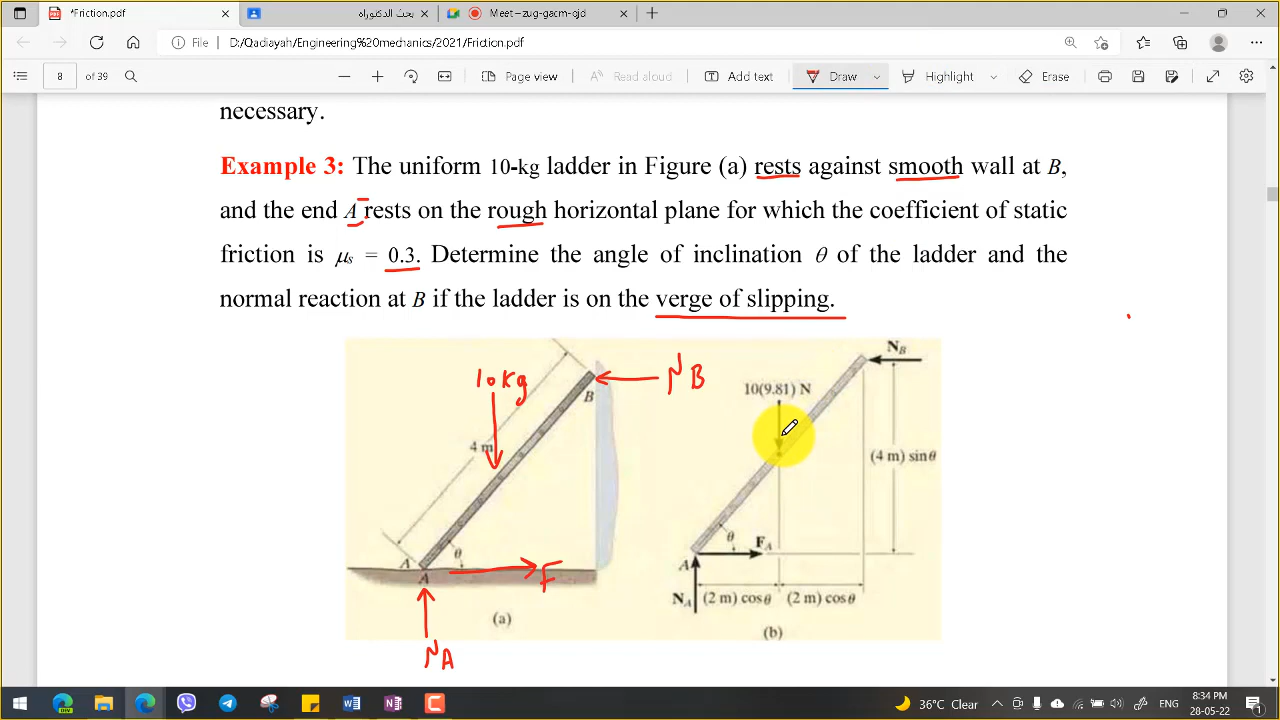 *Friction.pdf
بحث الدكتوراه
Meet-zug-gacm-qjd
File D:/Qadiayah/Engineering%20mechanics/2021/Friction.pdf
8 of 39 Page view Read aloud Add text Draw Highlight Erase
necessary.
Example 3: The uniform 10-kg ladder in Figure (a) rests against smooth wall at B,
and the end A rests on the rough horizontal plane for which the coefficient of static
friction is μs = 0.3. Determine the angle of inclination θ of the ladder and the
normal reaction at B if the ladder is on the verge of slipping.
10kg
NB
B
4 m
A
θ
A
F
NA
(a)
NB
10(9.81) N
(4 m) sinθ
θ
FA
A
NA
(2 m) cosθ (2 m) cosθ
(b)
36°C Clear
ENG
8:34 PM
28-05-22
1